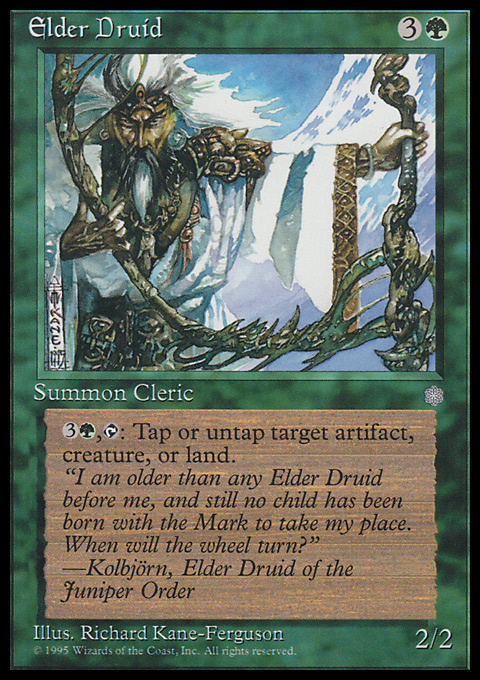 Elder Druid
3
Summon Cleric
3, : Tap or untap target artifact,
creature, or land.
“I am older than any Elder Druid
before me, and still no child has been
born with the Mark to take my place.
When will the wheel turn?”
—Kolbjörn, Elder Druid of the
Juniper Order
Illus. Richard Kane-Ferguson
2/2
© 1995 Wizards of the Coast, Inc. All rights reserved.